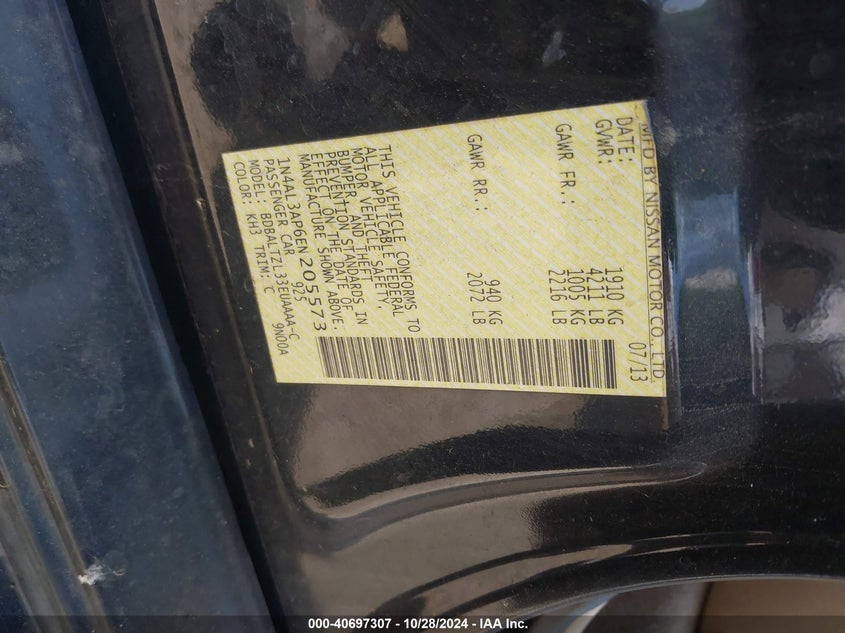 MFD BY NISSAN MOTOR CO., LTD.
DATE: 07/13
GVWR: 1910 KG
4211 LB
GAWR FR.: 1005 KG
2216 LB
GAWR RR.: 940 KG
2072 LB
THIS VEHICLE CONFORMS TO
ALL APPLICABLE FEDERAL
MOTOR VEHICLE SAFETY,
BUMPER, AND THEFT
PREVENTION STANDARDS IN
EFFECT ON THE DATE OF
MANUFACTURE SHOWN ABOVE:
1N4AL3AP6EN205573
PASSENGER CAR 925
MODEL: BDBALTZL33EUAAAA-C
COLOR: KH3 TRIM: C 9N00A
000-40697307 - 10/28/2024 - IAA Inc.